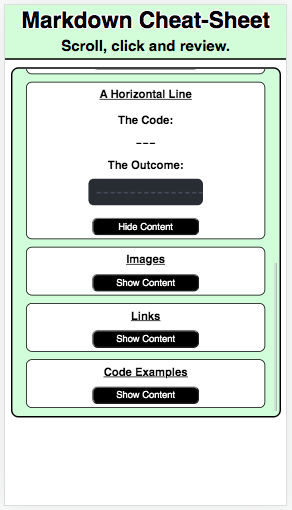 Markdown Cheat-Sheet
Scroll, click and review.
A Horizontal Line
The Code:
___
The Outcome:
Hide Content
Images
Show Content
Links
Show Content
Code Examples
Show Content